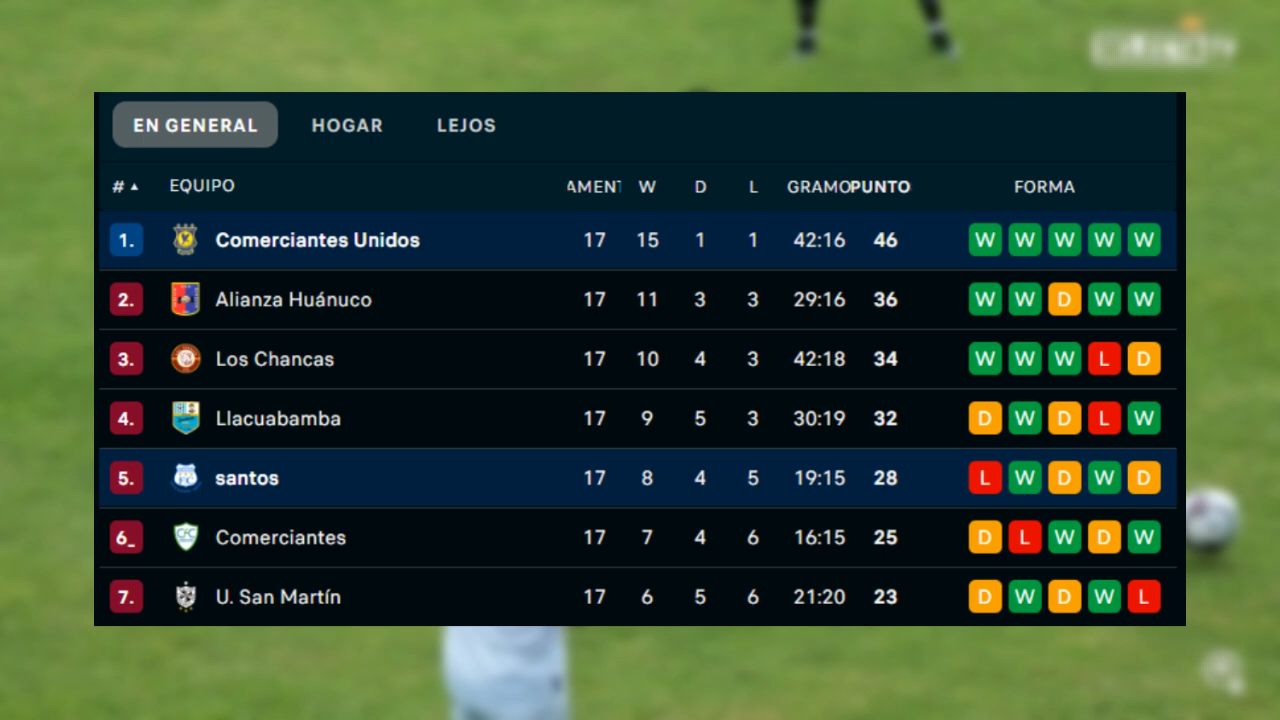 EN GENERAL HOGAR LEJOS
# ▲ EQUIPO AMENT W D L GRAMO PUNTO FORMA
1. Comerciantes Unidos 17 15 1 1 42:16 46 W W W W W
2. Alianza Huánuco 17 11 3 3 29:16 36 W W D W W
3. Los Chancas 17 10 4 3 42:18 34 W W W L D
4. Llacuabamba 17 9 5 3 30:19 32 D W D L W
5. santos 17 8 4 5 19:15 28 L W D W D
6_ Comerciantes 17 7 4 6 16:15 25 D L W D W
7. U. San Martín 17 6 5 6 21:20 23 D W D W L